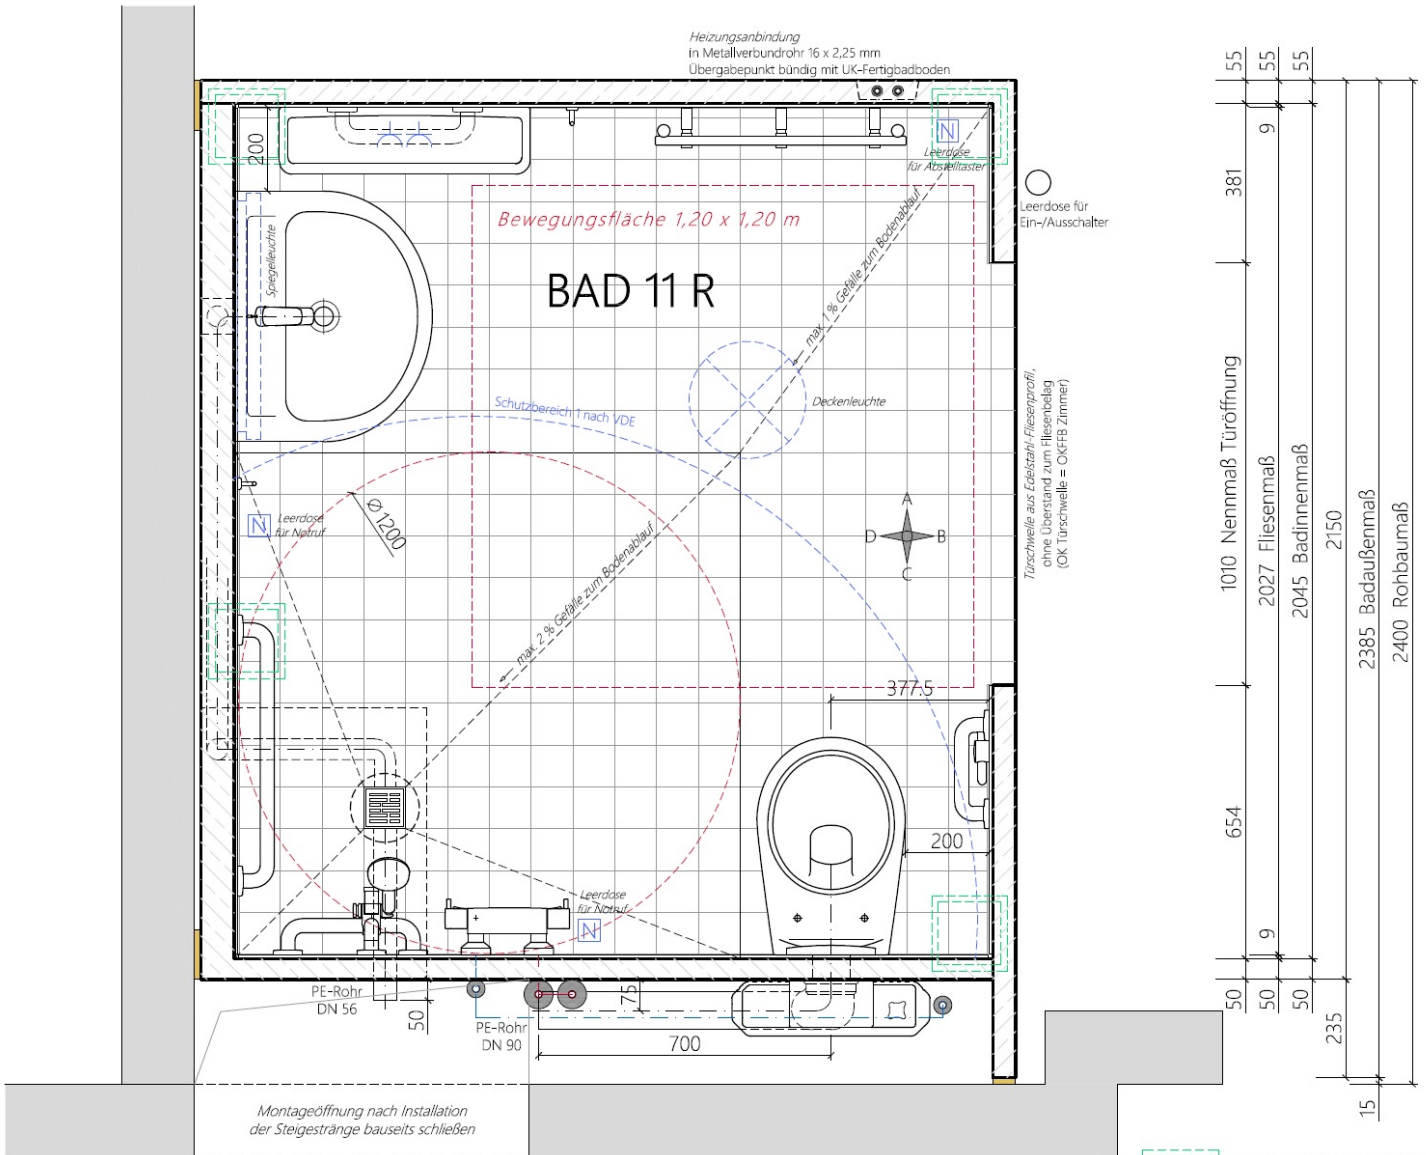 Heizungsanbindung
in Metallverbundrohr 16 x 2,25 mm
Übergabepunkt bündig mit UK-Fertigbadboden
55
55
55
200
N
Leerdose
für Abstelltaster
9
381
Leerdose für
Ein-/Ausschalter
Bewegungsfläche 1,20 x 1,20 m
Spiegelleuchte
BAD 11 R
max. 1 % Gefälle zum Bodenablauf
Schutzbereich 1 nach VDE
Deckenleuchte
Türschwelle aus Edelstahl-Fliesenprofil,
ohne Überstand zum Fliesenbelag
(OK Türschwelle = OKFFB Zimmer)
1010 Nennmaß Türöffnung
2027 Fliesenmaß
2045 Badinnenmaß
2150
2385 Badaußenmaß
2400 Rohbaumaß
N
Leerdose
für Notruf
Ø1200
A
D
B
C
max. 2 % Gefälle zum Bodenablauf
377.5
654
200
Leerdose
für Notruf
N
9
PE-Rohr
DN 56
50
PE-Rohr
DN 90
75
700
50
50
50
235
15
Montageöffnung nach Installation
der Steigestränge bauseits schließen